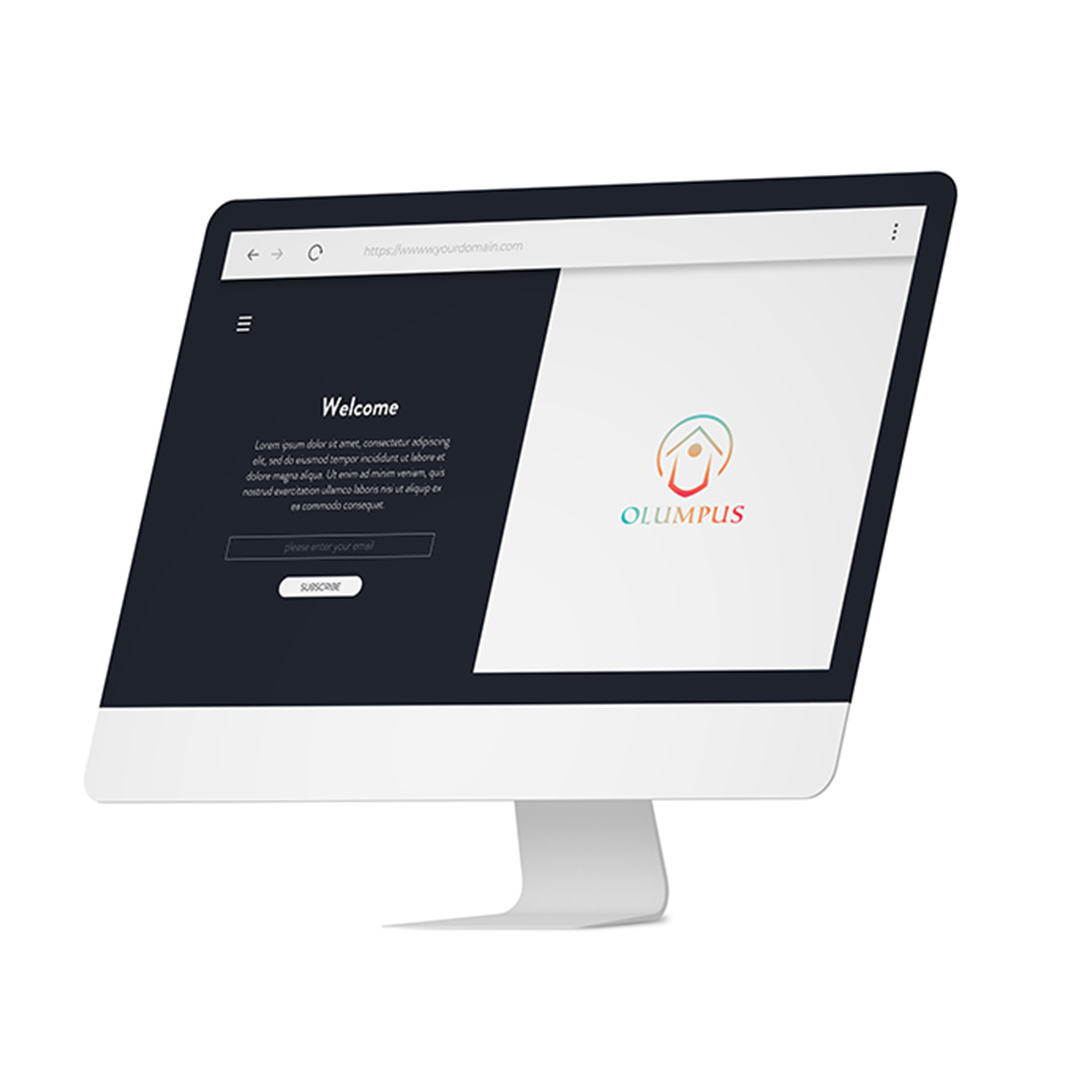 https://wwww.yourdomain.com
Welcome
Lorem ipsum dolor sit amet, consectetur adipiscing
elit, sed do eiusmod tempor incididunt ut labore et
dolore magna aliqua. Ut enim ad minim veniam, quis
nostrud exercitation ullamco laboris nisi ut aliquip ex
ea commodo consequat.
please enter your email
SUBSCRIBE
OLUMPUS